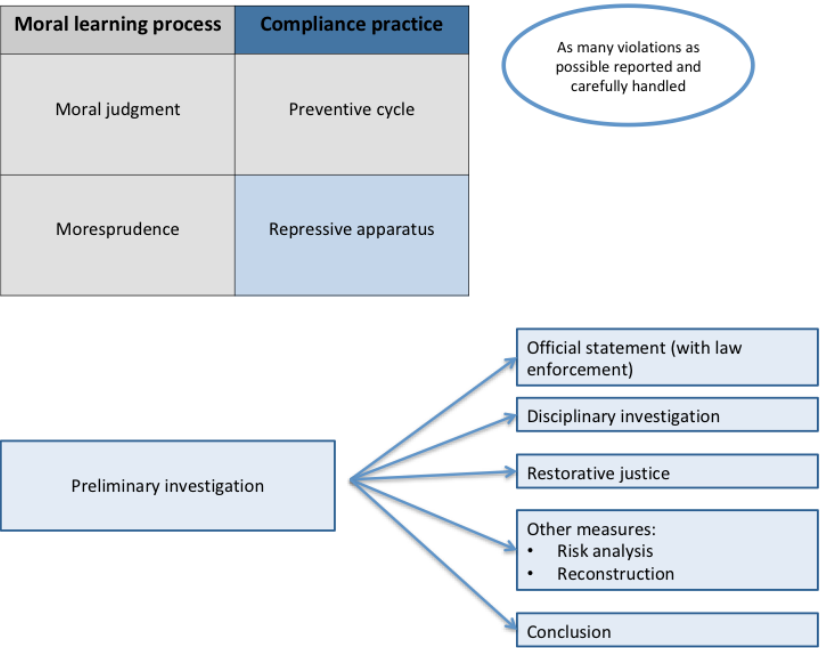 Moral learning process
Compliance practice
As many violations as
possible reported and
carefully handled
Moral judgment
Preventive cycle
Moresprudence
Repressive apparatus
Official statement (with law
enforcement)
Disciplinary investigation
Restorative justice
Preliminary investigation
Other measures:
• Risk analysis
• Reconstruction
Conclusion